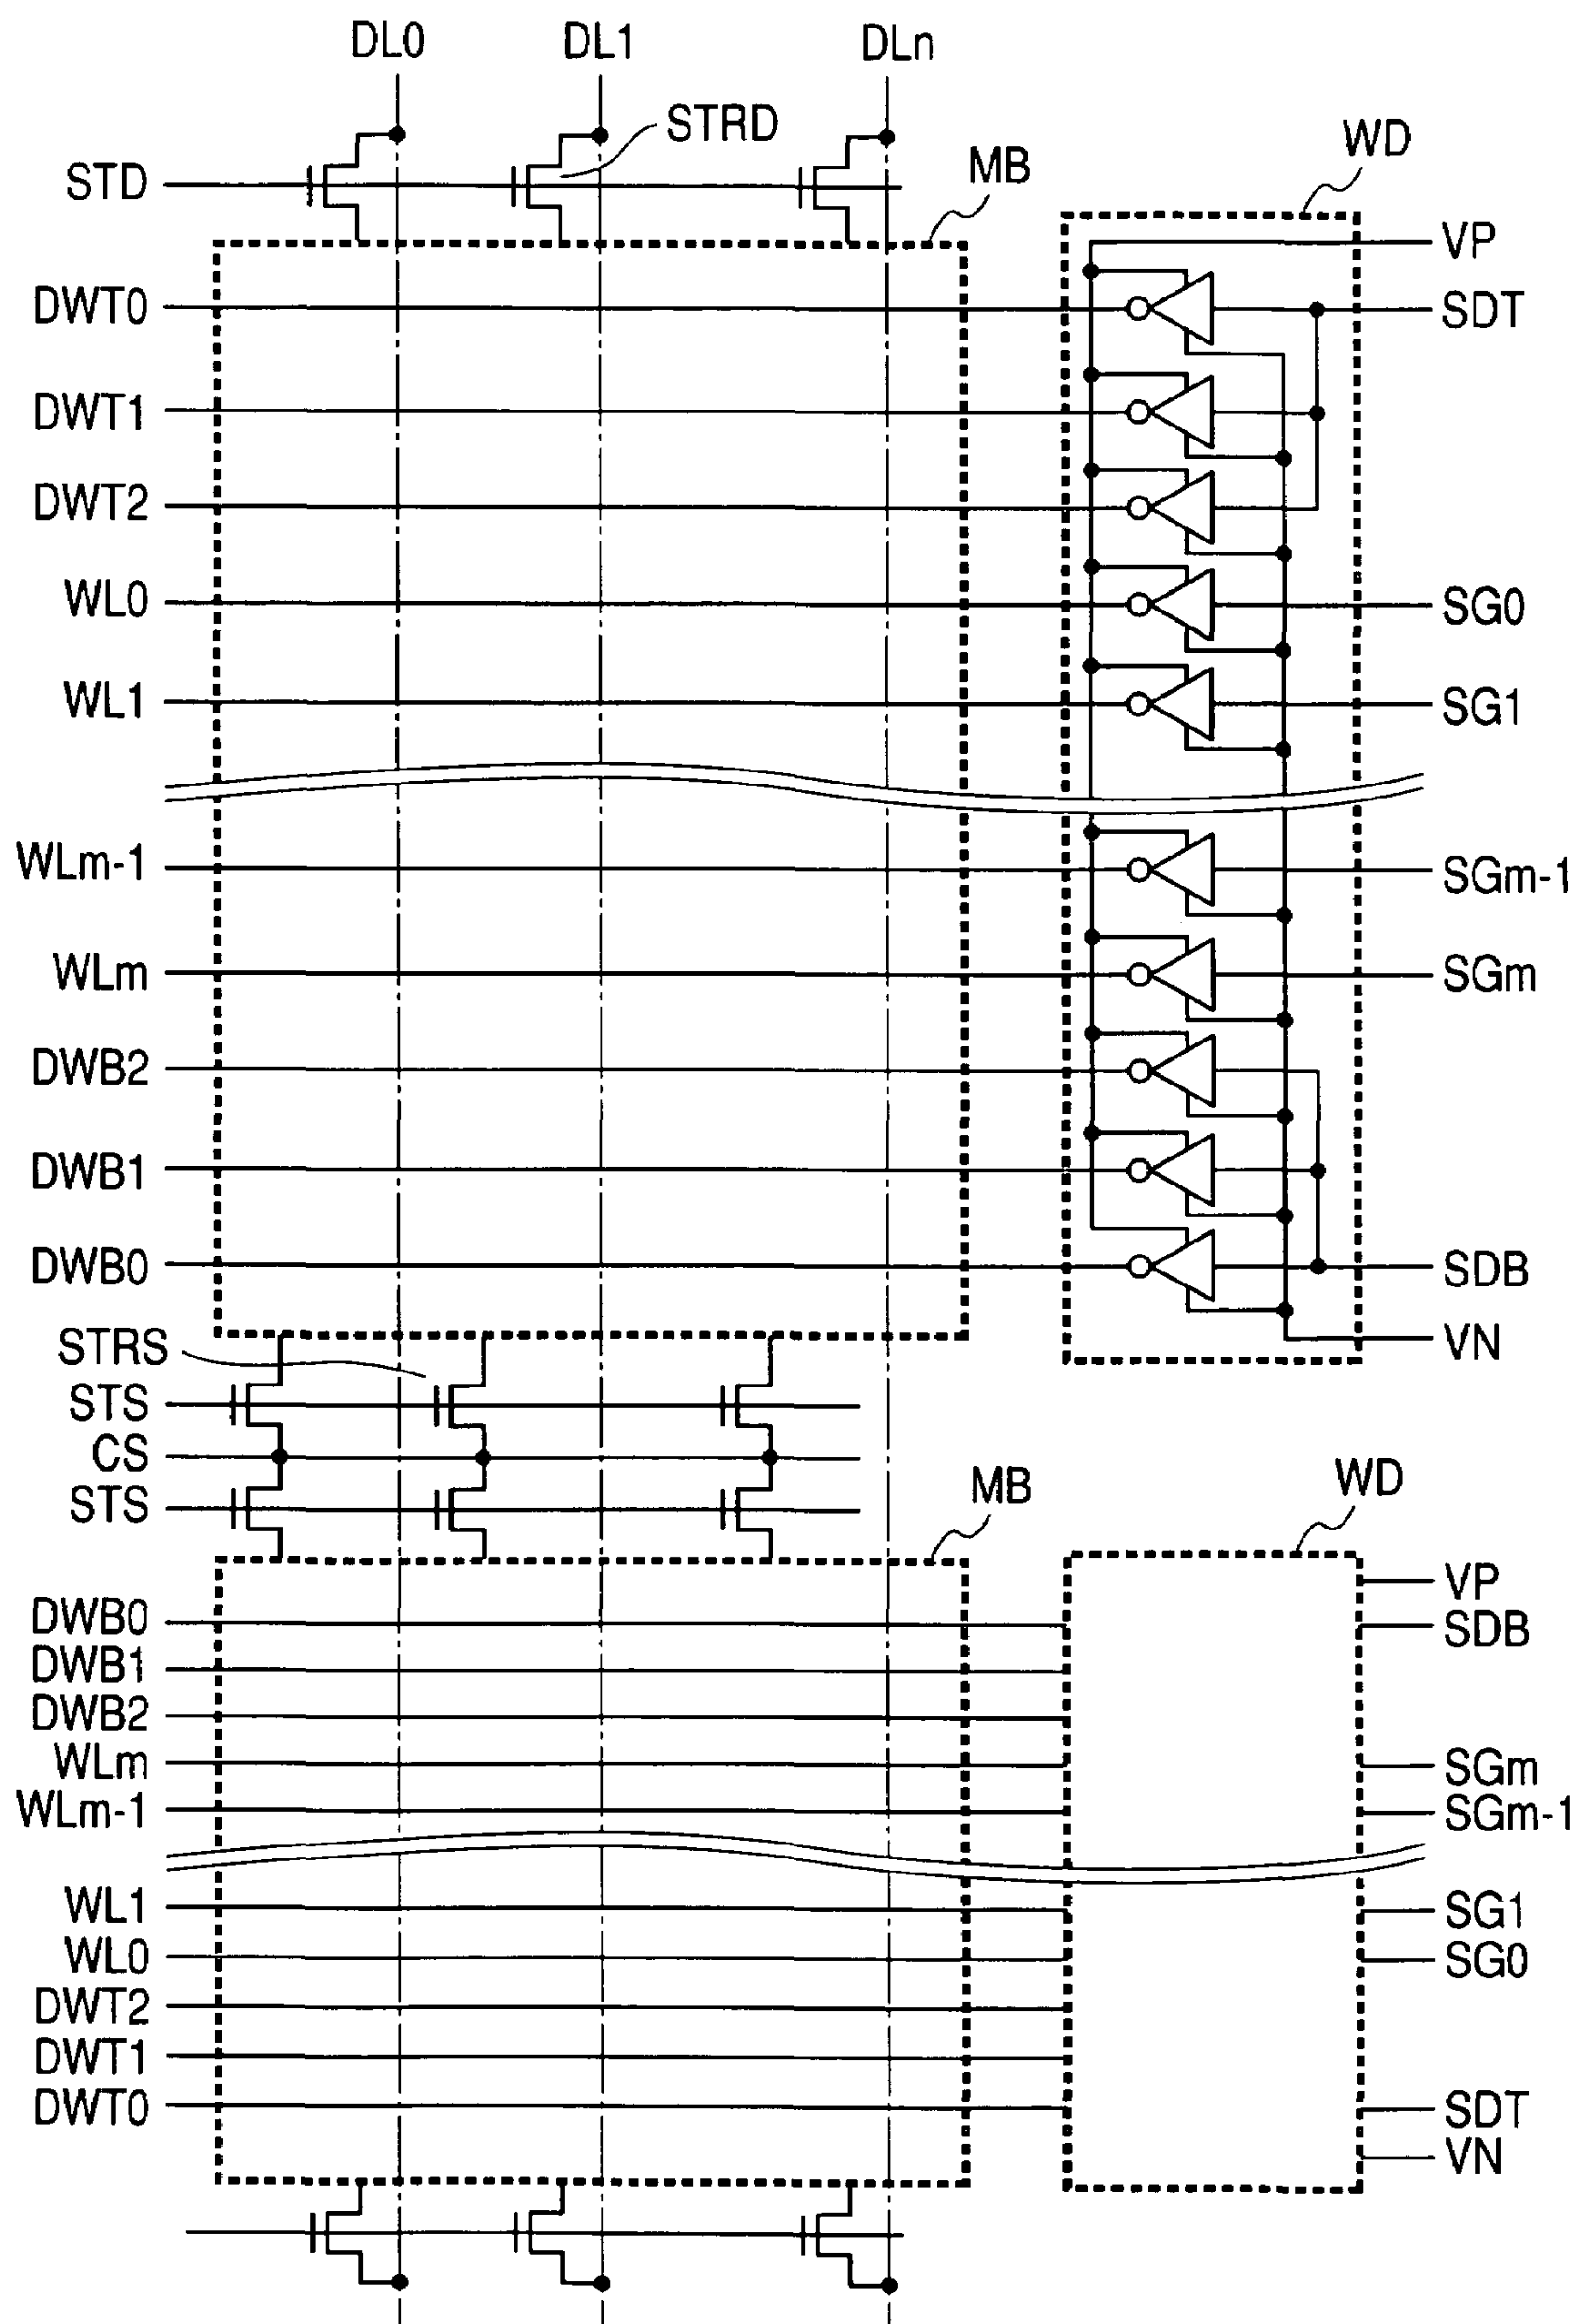 DL0 DL1 DLn
STRD
WD
MB
STD
VP
DWT0 SDT
DWT1
DWT2
WL0 SG0
WL1 SG1
WLm-1 SGm-1
WLm SGm
DWB2
DWB1
DWB0 SDB
STRS VN
STS
CS
MB WD
STS
VP
DWB0 SDB
DWB1
DWB2
WLm SGm
WLm-1 SGm-1
WL1 SG1
WL0 SG0
DWT2
DWT1
DWT0 SDT
VN